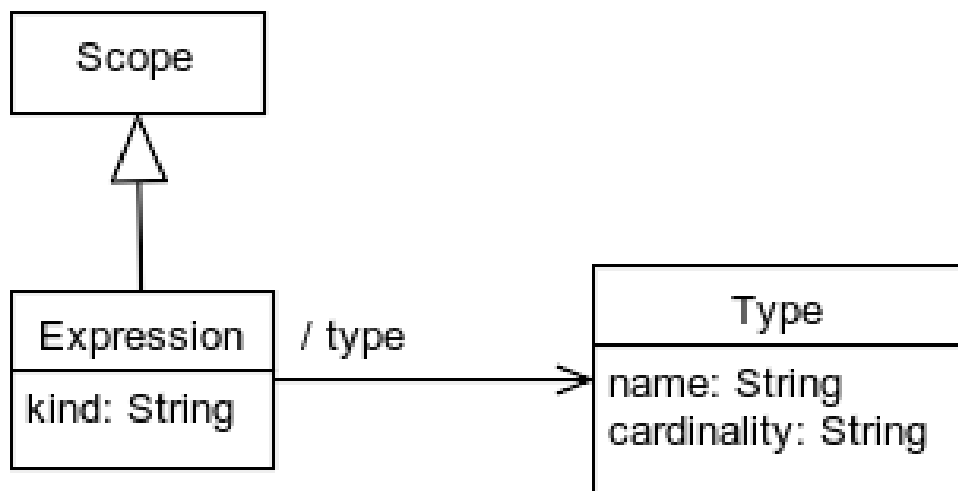 Scope
Expression
/ type
kind: String
Type
name: String
cardinality: String